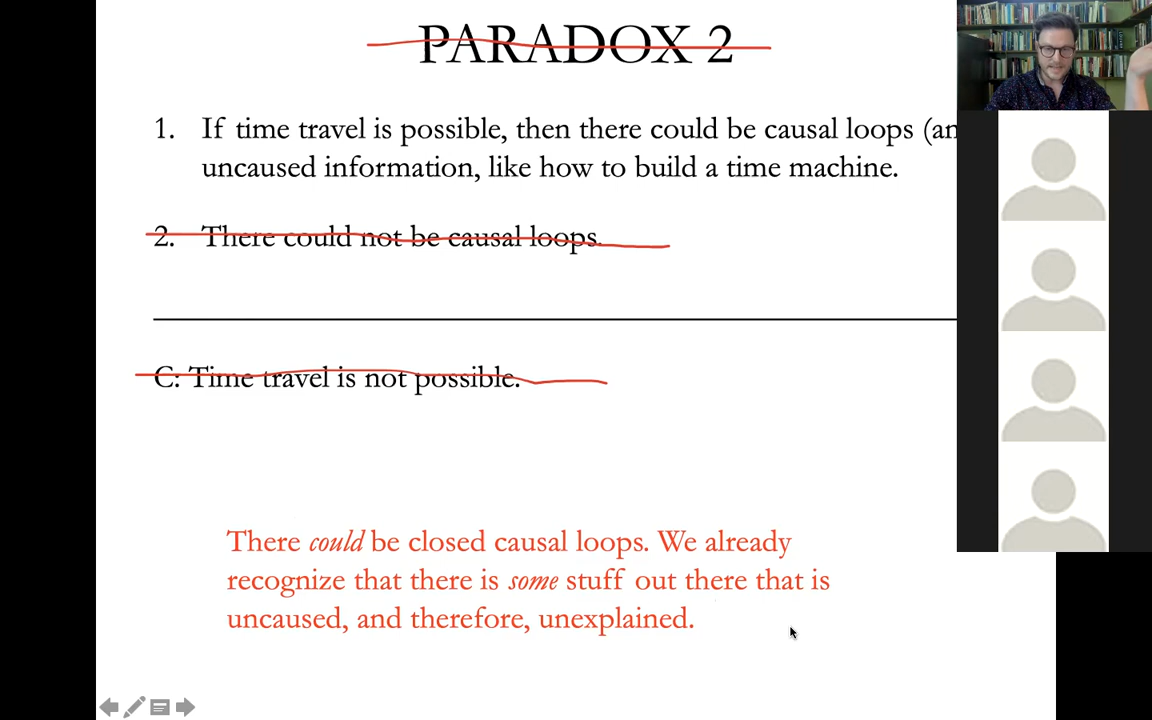 PARADOX 2
1. If time travel is possible, then there could be causal loops (an
uncaused information, like how to build a time machine.
2. There could not be causal loops.
C: Time travel is not possible.
There could be closed causal loops. We already
recognize that there is some stuff out there that is
uncaused, and therefore, unexplained.